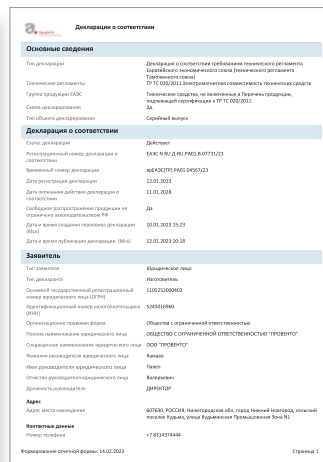 Декларации о соответствии
Основные сведения
Тип декларации
Декларация о соответствии требованиям технического регламента
Евразийского экономического союза (технического регламента
Таможенного союза)
Технические регламенты
ТР ТС 020/2011 Электромагнитная совместимость технических средств
Группа продукции ЕАЭС
Технические средства, не включенные в Перечень продукции,
подлежащей сертификации в ТР ТС 020/2011
Схема декларирования
3д
Тип объекта декларирования
Серийный выпуск
Декларация о соответствии
Статус декларации
Действует
Регистрационный номер декларации о
соответствии
ЕАЭС N RU Д-RU.РА01.В.07731/23
Временный номер декларации
врЕАЭС(ТР).РА01.04567/23
Дата регистрации декларации
12.01.2023
Дата окончания действия декларации о
соответствии
11.01.2028
Свободное распространение продукции не
ограничено законодательством РФ
Да
Дата и время создания черновика декларации
(Мск)
10.01.2023 15:23
Дата и время публикации декларации (Мск)
12.01.2023 10:18
Заявитель
Тип заявителя
Юридическое лицо
Тип декларанта
Изготовитель
Основной государственный регистрационный
номер юридического лица (ОГРН)
1105252000402
Идентификационный номер налогоплательщика
(ИНН)
5245016960
Организационно-правовая форма
Общества с ограниченной ответственностью
Полное наименование юридического лица
ОБЩЕСТВО С ОГРАНИЧЕННОЙ ОТВЕТСТВЕННОСТЬЮ "ПРОВЕНТО"
Сокращенное наименование юридического лица
ООО "ПРОВЕНТО"
Фамилия руководителя юридического лица
Камаев
Имя руководителя юридического лица
Павел
Отчество руководителя юридического лица
Валерьевич
Должность руководителя
ДИРЕКТОР
Адрес
Адрес места нахождения
607630, РОССИЯ, Нижегородская обл, город Нижний Новгород, сельский
поселок Кудьма, улица Кудьминская Промышленная Зона №1
Контактные данные
Номер телефона
+7 8314374444
Формирование отчетной формы: 14.02.2023
Страница 1